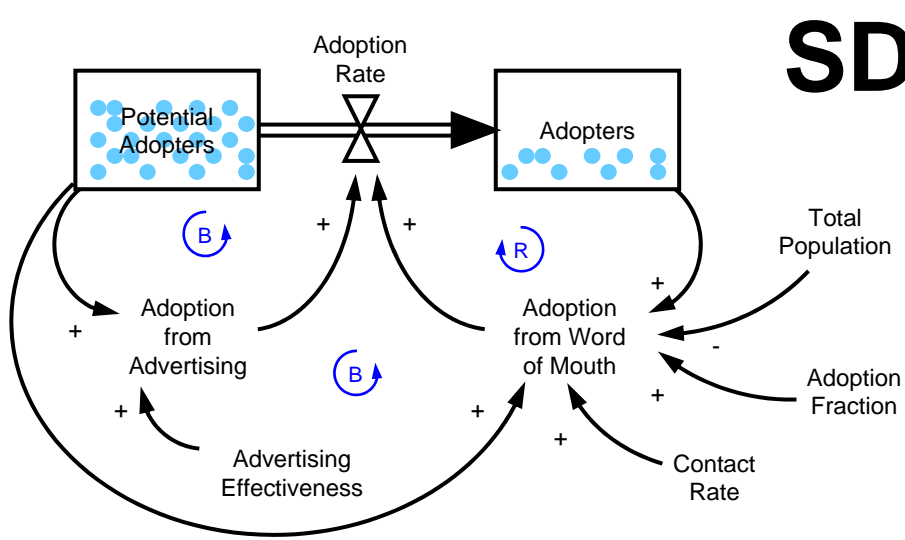 SD
Adoption
Rate
Potential
Adopters
Adopters
B
+
+
R
Total
Population
+
+
Adoption
from
Advertising
Adoption
from Word
of Mouth
-
B
+
Adoption
Fraction
+
+
+
Advertising
Effectiveness
Contact
Rate